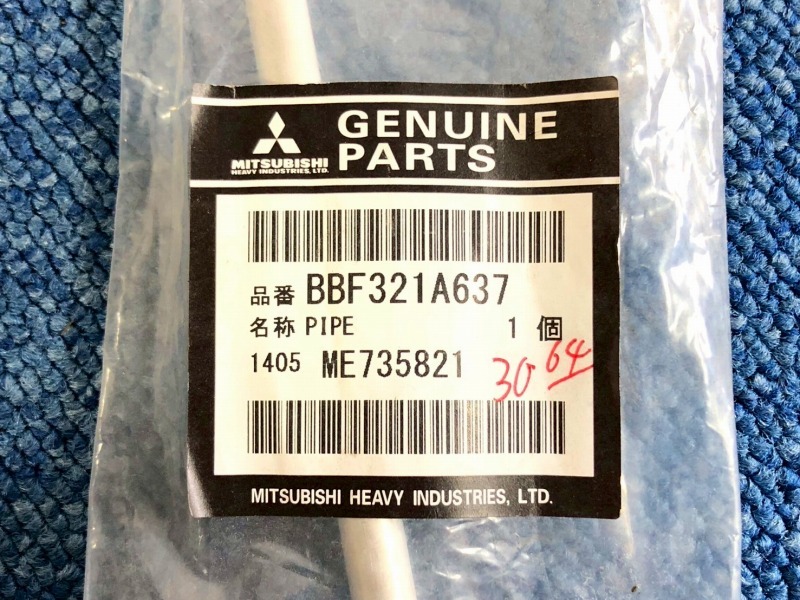 GENUINE
PARTS
MITSUBISHI
HEAVY INDUSTRIES, LTD.
品番 BBF321A637
名称 PIPE 1 個
1405 ME735821
30 64
MITSUBISHI HEAVY INDUSTRIES, LTD.